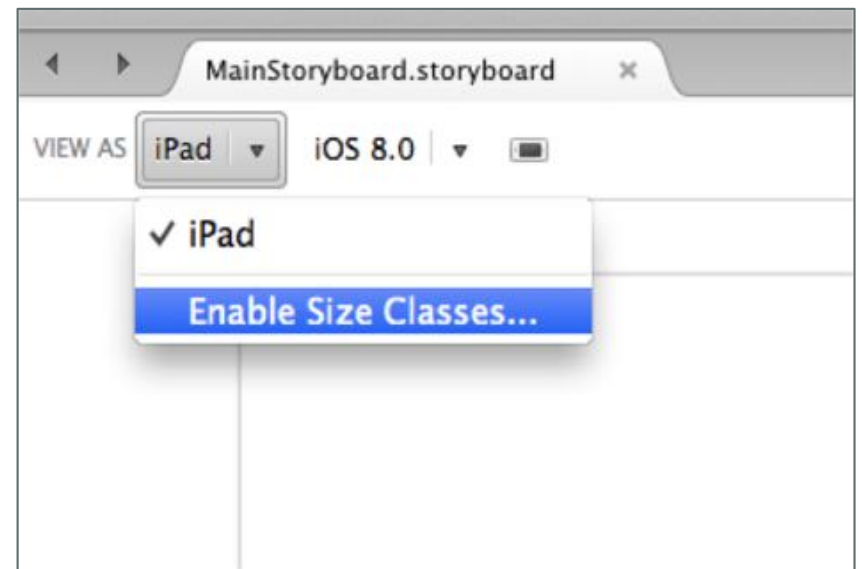 MainStoryboard.storyboard
VIEW AS iPad iOS 8.0
iPad
Enable Size Classes...